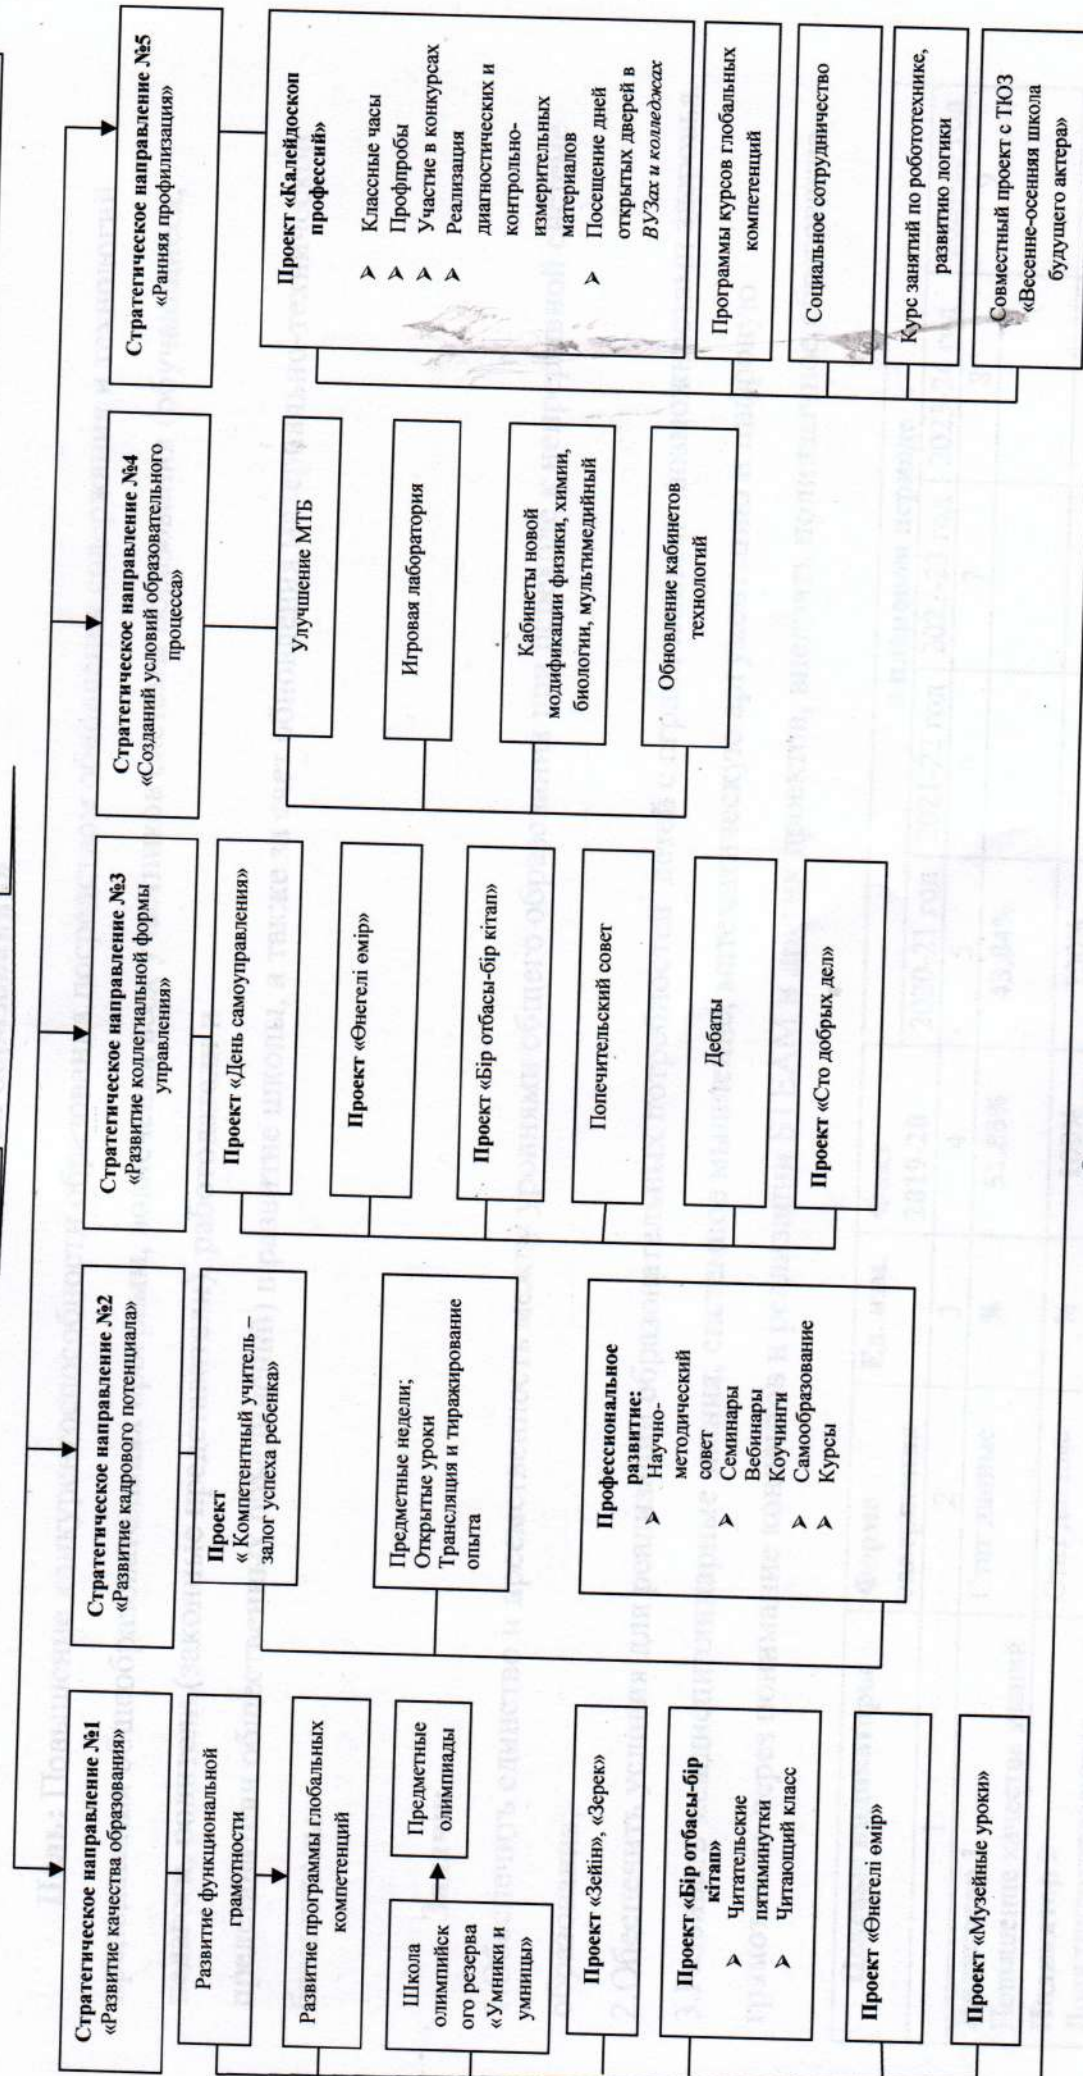 Стратегическое направление №1
«Развитие качества образования»
Развитие функциональной
грамотности
Развитие программы глобальных
компетенций
Школа
олимпийск
ого резерва
«Умники и
умницы»
Предметные
олимпиады
Проект «Зейін», «Зерек»
Проект «Бір отбасы-бір
кітап»
➤ Читательские
пятиминутки
➤ Читающий класс
Проект «Өнегелі өмір»
Проект «Музейные уроки»
Стратегическое направление №2
«Развитие кадрового потенциала»
Проект
« Компетентный учитель –
залог успеха ребенка»
Предметные недели;
Открытые уроки
Трансляция и тиражирование
опыта
Профессиональное
развитие:
➤ Научно-
методический
совет
➤ Семинары
Вебинары
Коучинги
➤ Самообразование
➤ Курсы
Стратегическое направление №3
«Развитие коллегиальной формы
управления»
Проект «День самоуправления»
Проект «Өнегелі өмір»
Проект «Бір отбасы-бір кітап»
Попечительский совет
Дебаты
Проект «Сто добрых дел»
Стратегическое направление №4
«Созданий условий образовательного
процесса»
Улучшение МТБ
Игровая лаборатория
Кабинеты новой
модификации физики, химии,
биологии, мультимедийный
Обновление кабинетов
технологий
Стратегическое направление №5
«Ранняя профилизация»
Проект «Калейдоскоп
профессий»
➤ Классные часы
➤ Профпробы
➤ Участие в конкурсах
➤ Реализация
диагностических и
контрольно-
измерительных
материалов
➤ Посещение дней
открытых дверей в
ВУЗах и колледжах
Программы курсов глобальных
компетенций
Социальное сотрудничество
Курс занятий по робототехнике,
развитию логики
Совместный проект с ТЮЗ
«Весенне-осенняя школа
будущего актера»